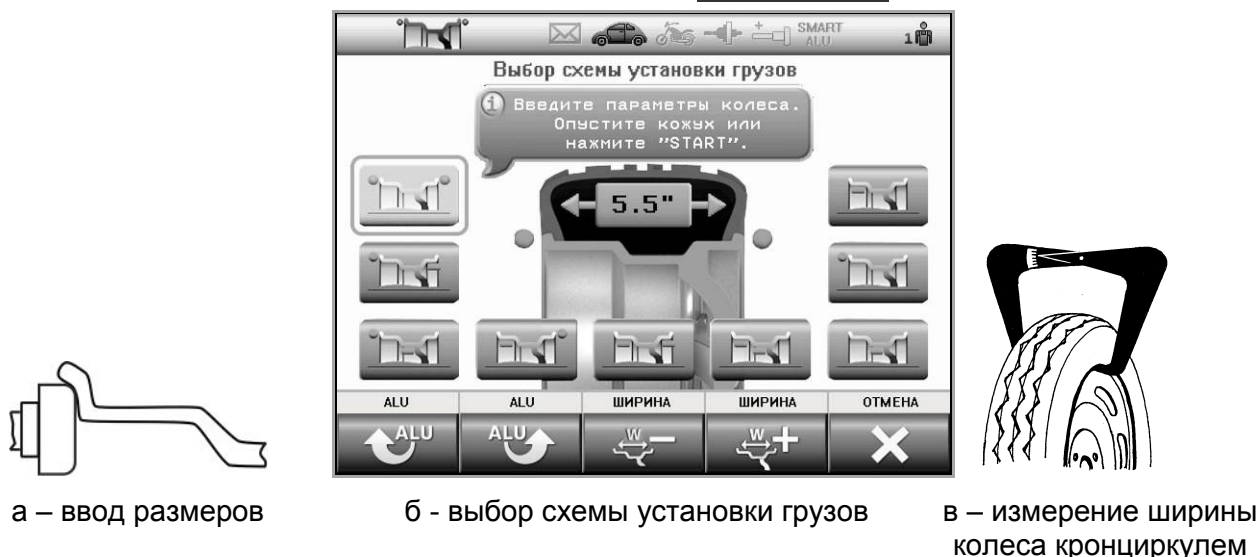 SMART
ALU
1
Выбор схемы установки грузов
i Введите параметры колеса.
Опустите кожух или
нажмите "START".
5.5"
ALU ALU ШИРИНА ШИРИНА ОТМЕНА
ALU ALU W − W +
а – ввод размеров
б - выбор схемы установки грузов
в – измерение ширины
колеса кронциркулем